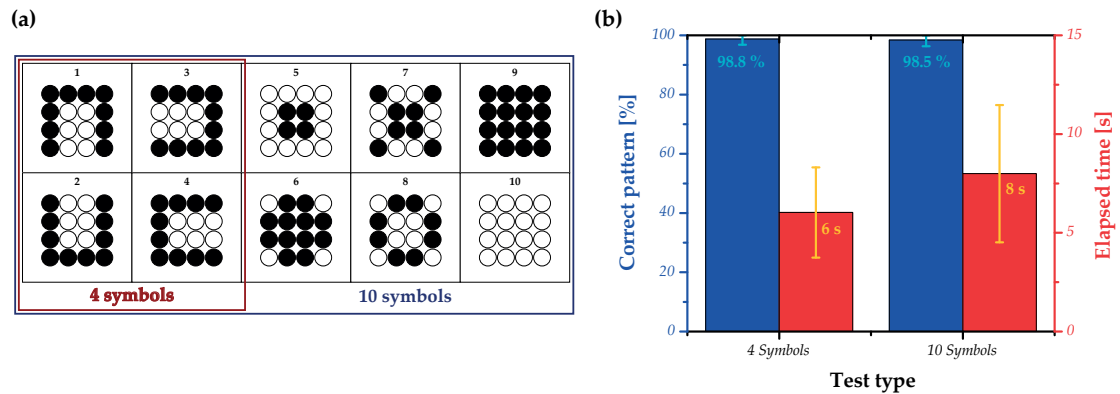 (a)
1 3 5 7 9
2 4 6 8 10
4 symbols 10 symbols
(b)
Correct pattern [%]
100
80
60
40
20
0
98.8 %
6 s
98.5 %
8 s
15
10
5
0
Elapsed time [s]
4 Symbols 10 Symbols
Test type